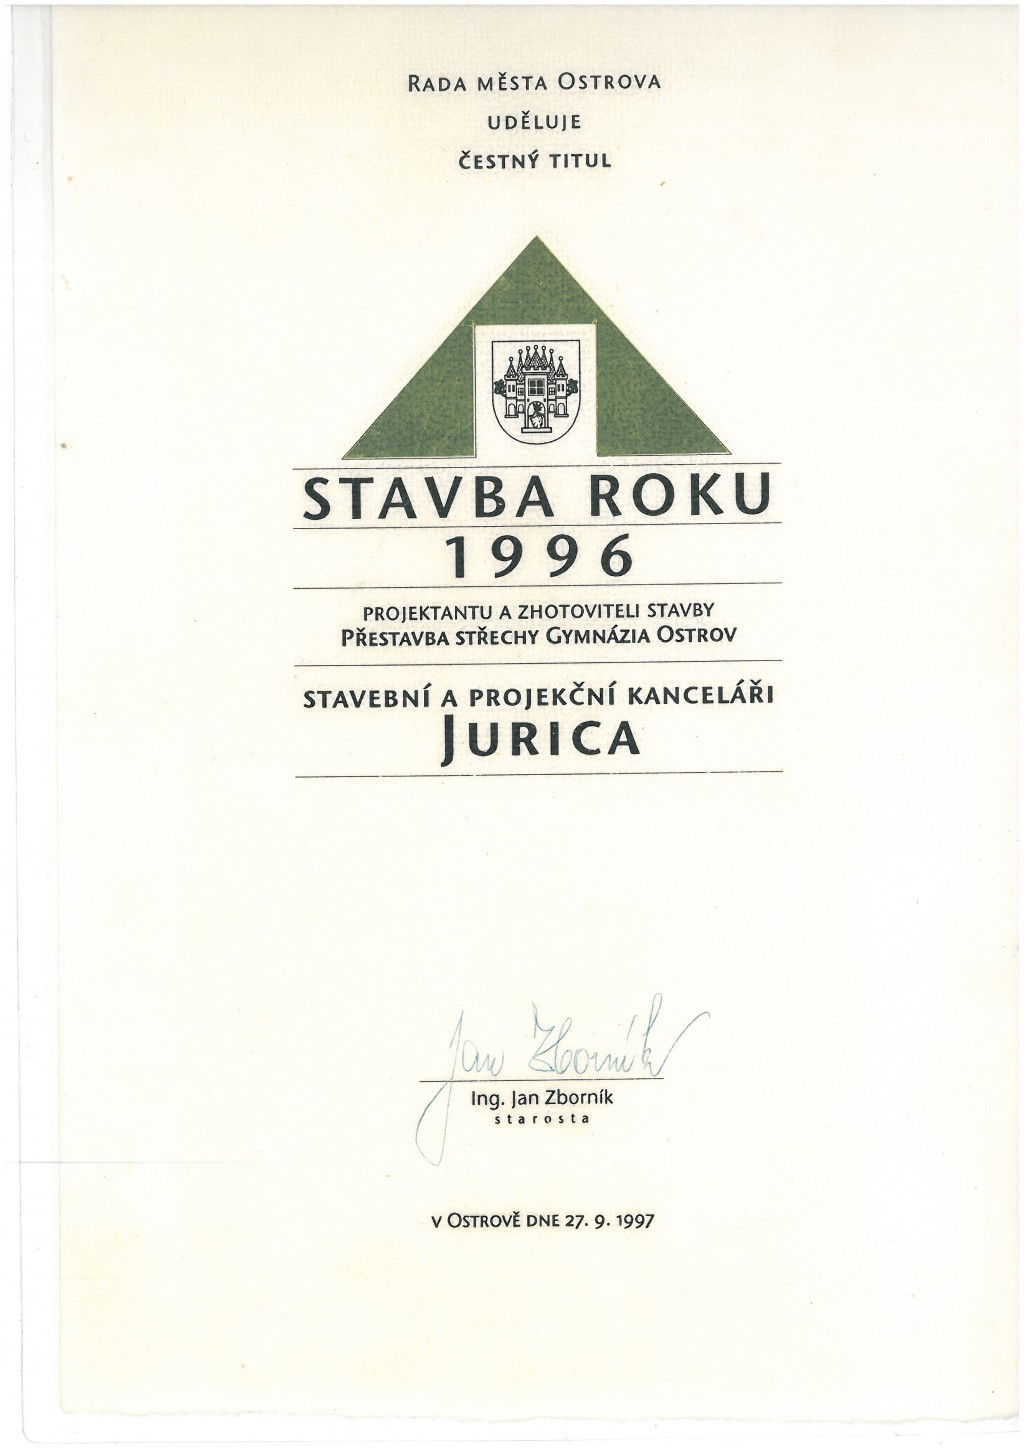 Rada města Ostrova
uděluje
čestný titul
STAVBA ROKU
1996
projektantu a zhotoviteli stavby
Přestavba střechy Gymnázia Ostrov
stavební a projekční kanceláři
Jurica
Jan Zborník
Ing. Jan Zborník
starosta
v Ostrově dne 27. 9. 1997